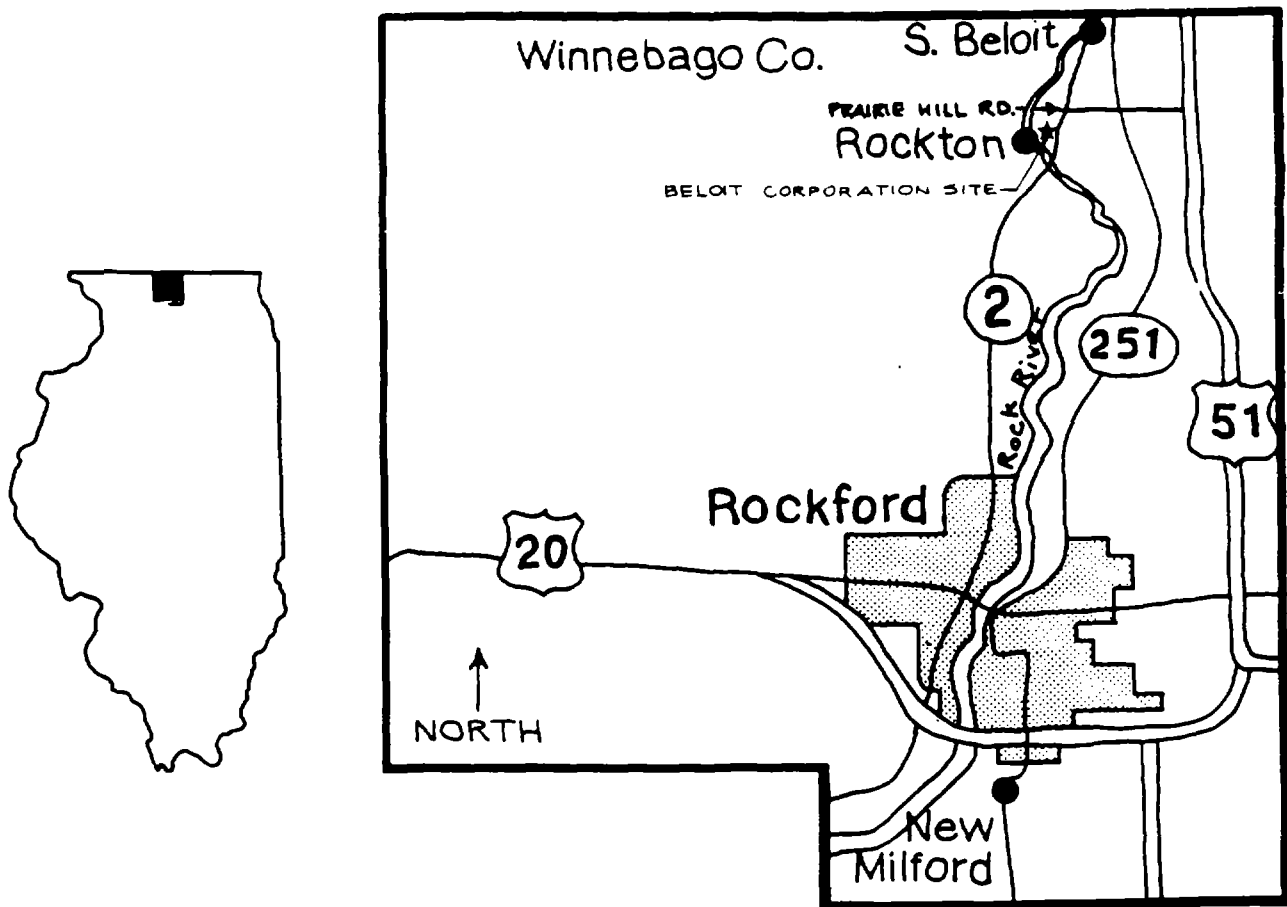 Winnebago Co.
S. Beloit
PRAIRIE HILL RD.
Rockton
BELOIT CORPORATION SITE
2
251
Rock River
51
Rockford
20
NORTH
New
Milford